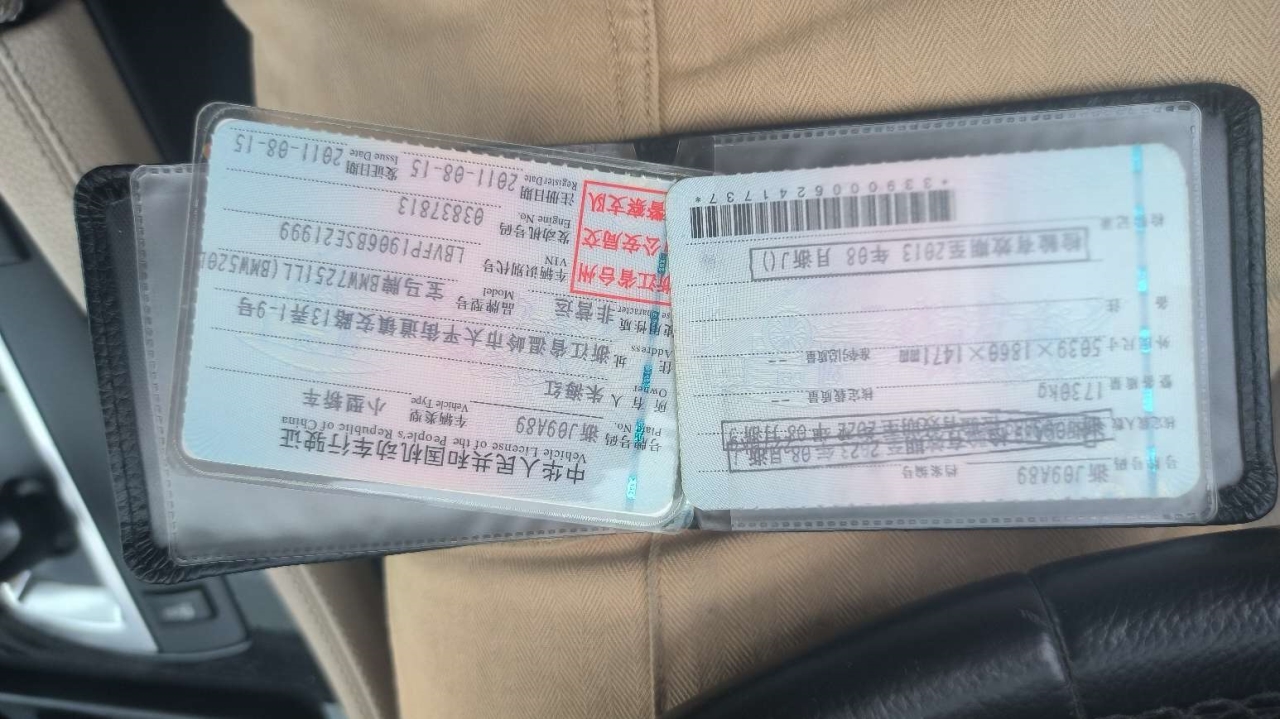 中华人民共和国机动车行驶证
Vehicle License of the People's Republic of China
号牌号码 浙J09A89 车辆类型 小型轿车
Plate No. Vehicle Type
所有人 朱海红
Owner
住址 浙江省温岭市太平街道镇安路13弄1-9号
Address
使用性质 非营运 品牌型号 宝马牌BMW7251LL(BMW520
Use Character Model
浙江省台州
公安局交
警察支队
车辆识别代号 LBVFP1906BSE21999
VIN
发动机号码 03837813
Engine No.
注册日期 2011-08-15 发证日期 2011-08-15
Register Date Issue Date
号牌号码 浙J09A89 档案编号
核定载人数
整备质量 1730kg 核定载质量 --
外廓尺寸 5039×1860×1471 准牵引总质量 --
备注
检验有效期至2013年08月浙J()
检验记录
*3390006241737*